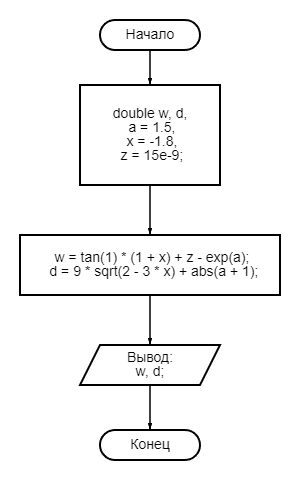 Начало
double w, d,
a = 1.5,
x = -1.8,
z = 15e-9;
w = tan(1) * (1 + x) + z - exp(a);
d = 9 * sqrt(2 - 3 * x) + abs(a + 1);
Вывод:
w, d;
Конец